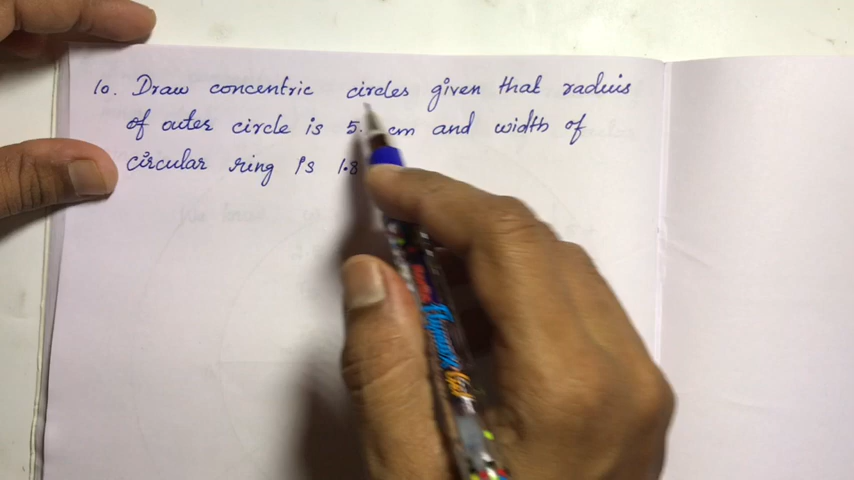 10. Draw concentric circles given that radius
of outer circle is 5. cm and width of
circular ring is 1.8